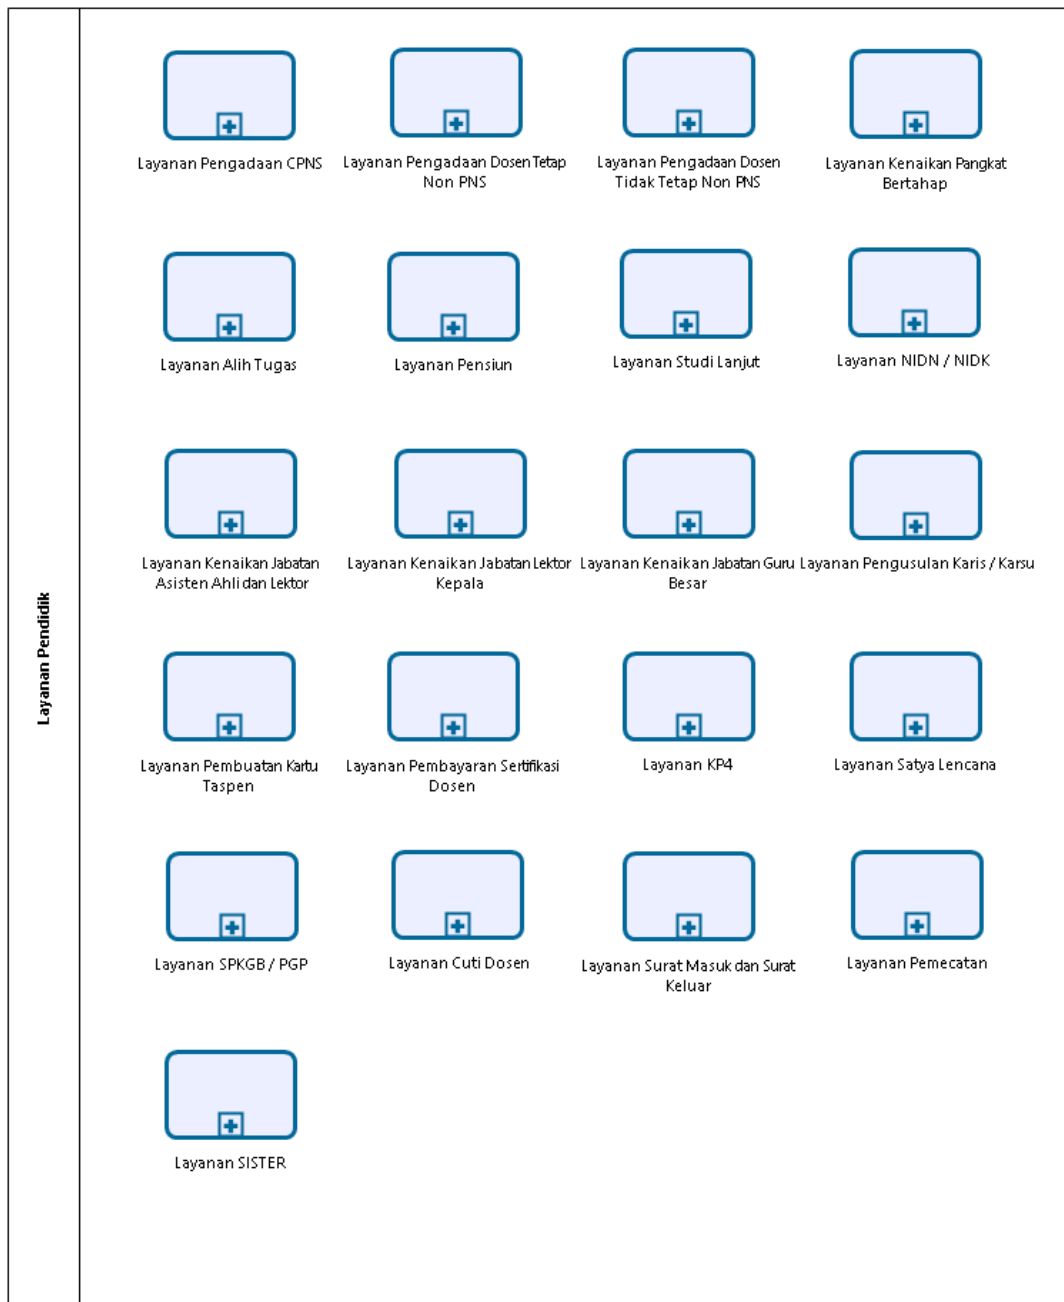 Layanan Pendidik
Layanan Pengadaan CPNS
Layanan Pengadaan Dosen Tetap
Non PNS
Layanan Pengadaan Dosen
Tidak Tetap Non PNS
Layanan Kenaikan Pangkat
Bertahap
Layanan Alih Tugas
Layanan Pensiun
Layanan Studi Lanjut
Layanan NIDN / NIDK
Layanan Kenaikan Jabatan
Asisten Ahli dan Lektor
Layanan Kenaikan Jabatan Lektor
Kepala
Layanan Kenaikan Jabatan Guru
Besar
Layanan Pengusulan Karis / Karsu
Layanan Pembuatan Kartu
Taspen
Layanan Pembayaran Sertifikasi
Dosen
Layanan KP4
Layanan Satya Lencana
Layanan SPKGB / PGP
Layanan Cuti Dosen
Layanan Surat Masuk dan Surat
Keluar
Layanan Pemecatan
Layanan SISTER